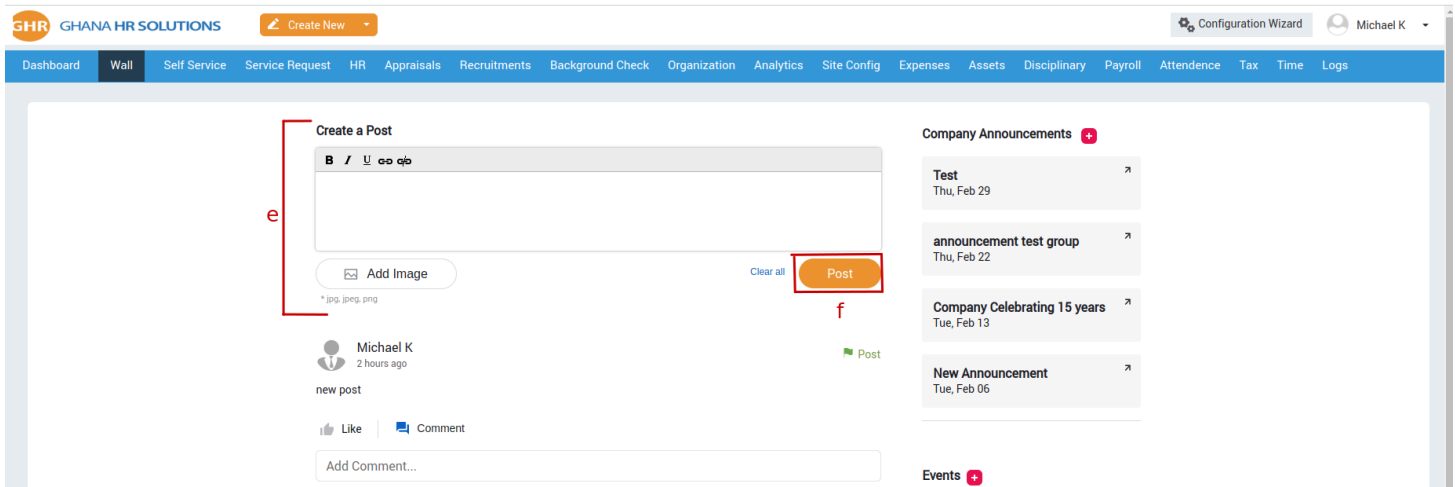 GHR GHANA HR SOLUTIONS Create New Configuration Wizard Michael K
Dashboard Wall Self Service Service Request HR Appraisals Recruitments Background Check Organization Analytics Site Config Expenses Assets Disciplinary Payroll Attendence Tax Time Logs
Create a Post
B I U
e
Add Image Clear all Post
* jpg, jpeg, png
f
Michael K
2 hours ago
Post
new post
Like Comment
Add Comment...
Company Announcements +
Test
Thu, Feb 29
announcement test group
Thu, Feb 22
Company Celebrating 15 years
Tue, Feb 13
New Announcement
Tue, Feb 06
Events +